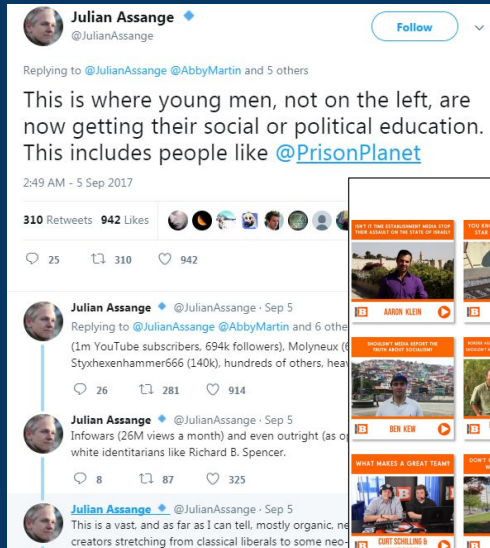 Julian Assange
@JulianAssange
Follow
Replying to @JulianAssange @AbbyMartin and 5 others
This is where young men, not on the left, are
now getting their social or political education.
This includes people like @PrisonPlanet
2:49 AM - 5 Sep 2017
310 Retweets 942 Likes
25 310 942
Julian Assange @JulianAssange · Sep 5
Replying to @JulianAssange @AbbyMartin and 6 othe
(1m YouTube subscribers, 694k followers), Molyneux (6
Styxhexenhammer666 (140k), hundreds of others, heav
26 281 914
Julian Assange @JulianAssange · Sep 5
Infowars (26M views a month) and even outright (as op
white identitarians like Richard B. Spencer.
8 87 325
Julian Assange @JulianAssange · Sep 5
This is a vast, and as far as I can tell, mostly organic, ne
creators stretching from classical liberals to some neo-
ISN'T IT TIME ESTABLISHMENT MEDIA STOP
THEIR ASSAULT ON THE STATE OF ISRAEL?
B AARON KLEIN
YOU KN
STAR
B
SHOULDN'T MEDIA REPORT THE
TRUTH ABOUT SOCIALISM?
B BEN KEW
B
WHAT MAKES A GREAT TEAM?
B CURT SCHILLING &
DON'T
B